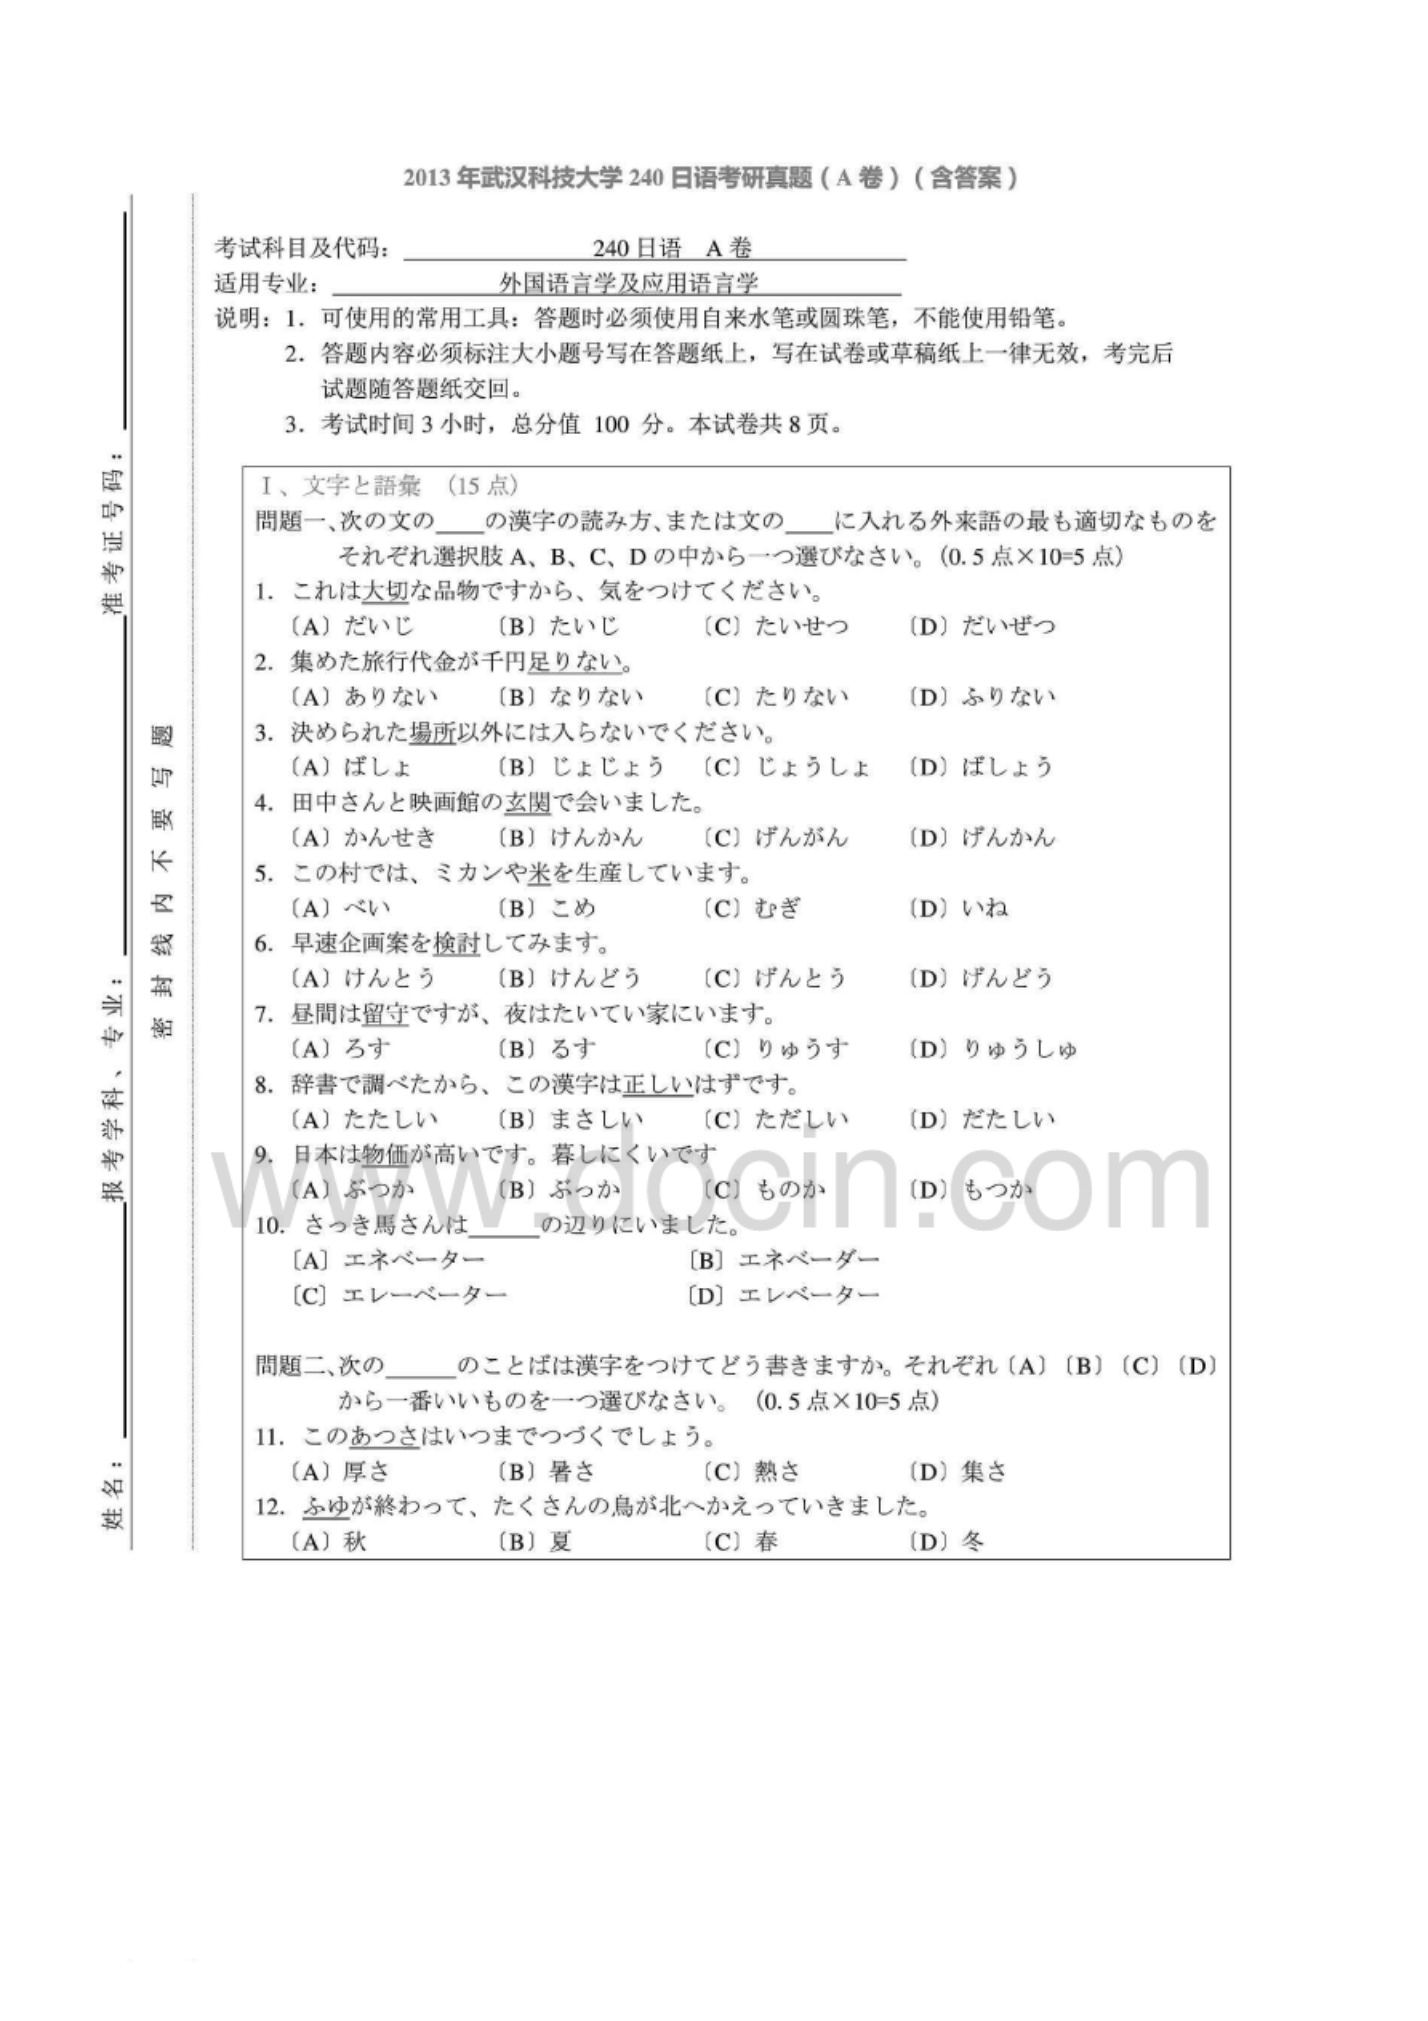 2013 年武汉科技大学 240 日语考研真题（A 卷）（含答案）
考试科目及代码： 240 日语 A 卷
适用专业： 外国语言学及应用语言学
说明：1．可使用的常用工具：答题时必须使用自来水笔或圆珠笔，不能使用铅笔。
2．答题内容必须标注大小题号写在答题纸上，写在试卷或草稿纸上一律无效，考完后
试题随答题纸交回。
3．考试时间 3 小时，总分值 100 分。本试卷共 8 页。
准考证号码：
报考学科、专业：
姓名：
密封线内不要写题
Ⅰ、文字と語彙 （15 点）
問題一、次の文の____の漢字の読み方、または文の____に入れる外来語の最も適切なものを
それぞれ選択肢 A、B、C、D の中から一つ選びなさい。（0.5 点×10=5 点）
1．これは大切な品物ですから、気をつけてください。
〔A〕だいじ 〔B〕たいじ 〔C〕たいせつ 〔D〕だいぜつ
2．集めた旅行代金が千円足りない。
〔A〕ありない 〔B〕なりない 〔C〕たりない 〔D〕ふりない
3．決められた場所以外には入らないでください。
〔A〕ばしょ 〔B〕じょじょう 〔C〕じょうしょ 〔D〕ばしょう
4．田中さんと映画館の玄関で会いました。
〔A〕かんせき 〔B〕けんかん 〔C〕げんがん 〔D〕げんかん
5．この村では、ミカンや米を生産しています。
〔A〕べい 〔B〕こめ 〔C〕むぎ 〔D〕いね
6．早速企画案を検討してみます。
〔A〕けんとう 〔B〕けんどう 〔C〕げんとう 〔D〕げんどう
7．昼間は留守ですが、夜はたいてい家にいます。
〔A〕ろす 〔B〕るす 〔C〕りゅうす 〔D〕りゅうしゅ
8．辞書で調べたから、この漢字は正しいはずです。
〔A〕たたしい 〔B〕まさしい 〔C〕ただしい 〔D〕だたしい
9．日本は物価が高いです。暮しにくいです
〔A〕ぶつか 〔B〕ぶっか 〔C〕ものか 〔D〕もつか
10．さっき馬さんは______の辺りにいました。
〔A〕エネベーター 〔B〕エネベーダー
〔C〕エレーベーター 〔D〕エレベーター
www.docin.com
問題二、次の______のことばは漢字をつけてどう書きますか。それぞれ〔A〕〔B〕〔C〕〔D〕
から一番いいものを一つ選びなさい。（0.5 点×10=5 点）
11．このあつさはいつまでつづくでしょう。
〔A〕厚さ 〔B〕暑さ 〔C〕熱さ 〔D〕集さ
12．ふゆが終わって、たくさんの鳥が北へかえっていきました。
〔A〕秋 〔B〕夏 〔C〕春 〔D〕冬